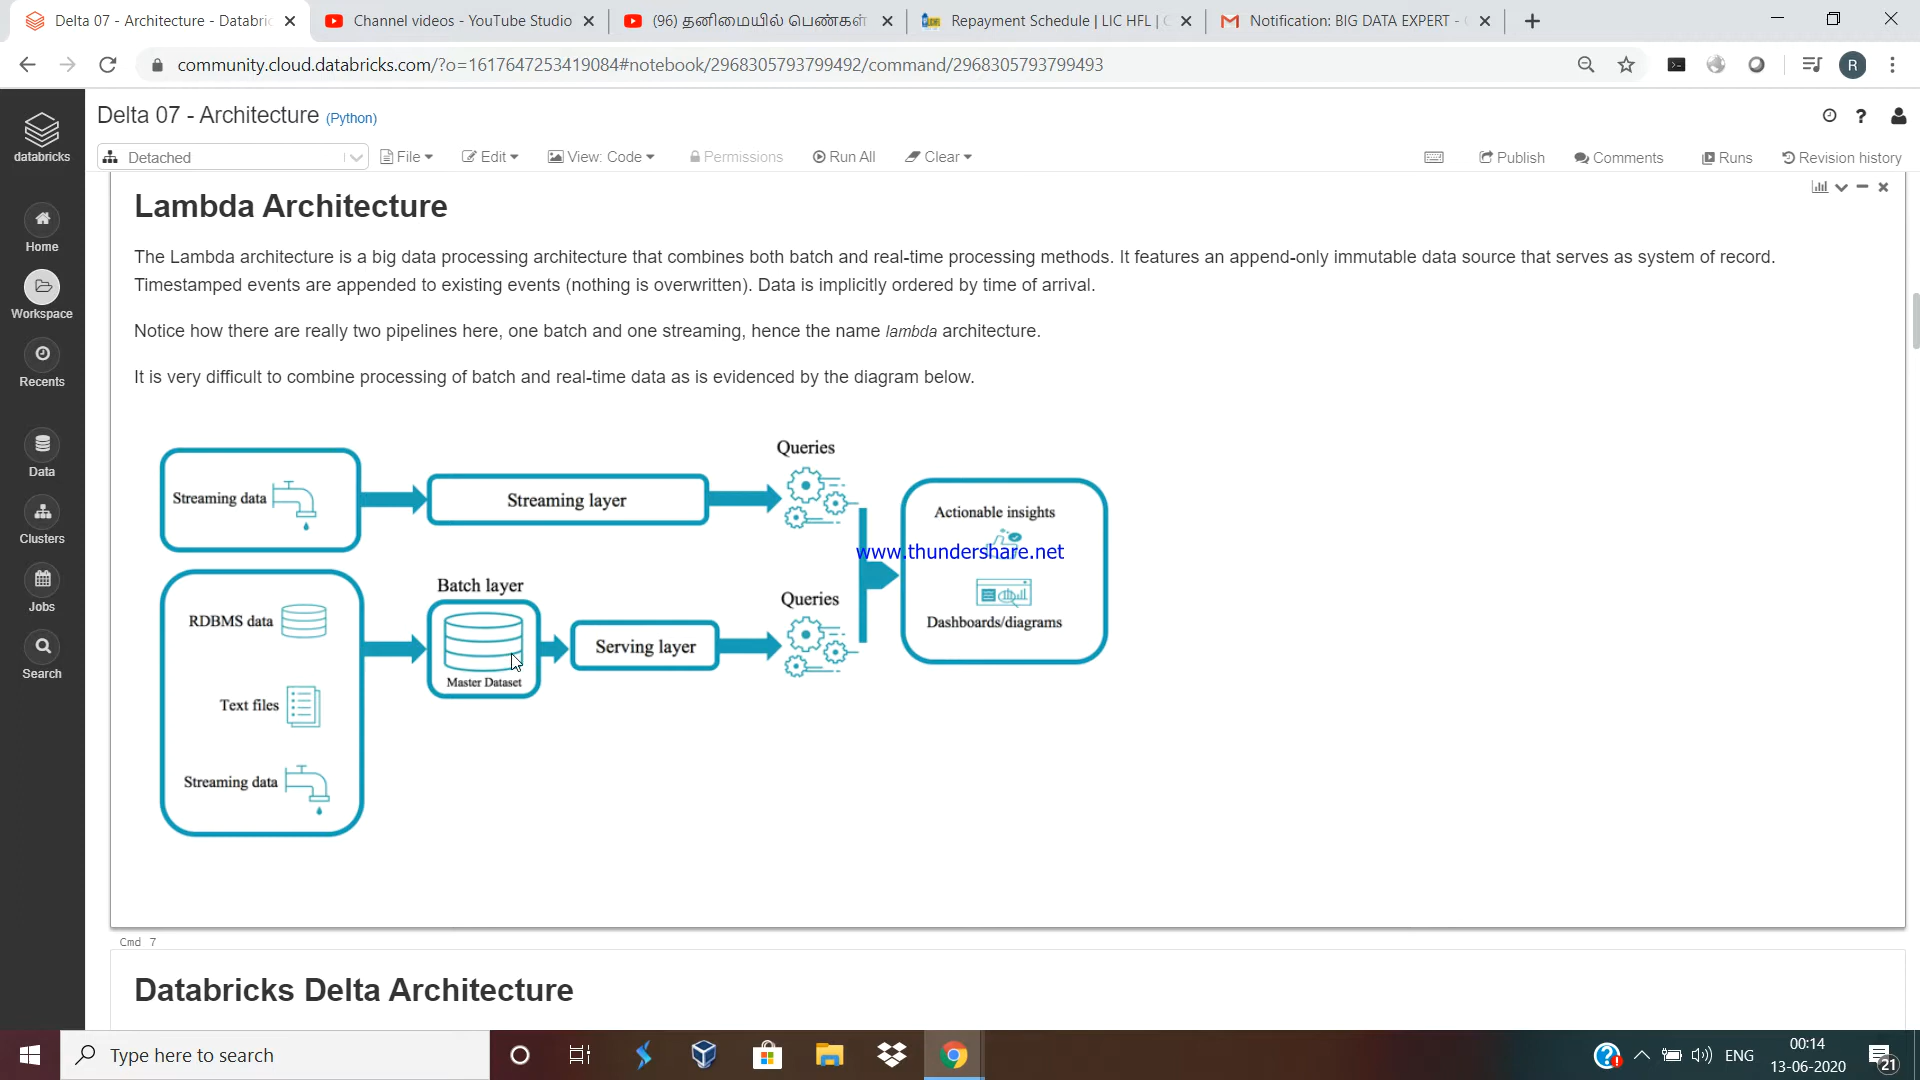 Delta 07 - Architecture - Databric
Channel videos - YouTube Studio
(96) தனிமையில் பெண்கள்
Repayment Schedule | LIC HFL | C
Notification: BIG DATA EXPERT -
community.cloud.databricks.com/?o=1617647253419084#notebook/2968305793799492/command/2968305793799493
R
databricks
Delta 07 - Architecture (Python)
?
Detached
File
Edit
View: Code
Permissions
Run All
Clear
Publish
Comments
Runs
Revision history
Home
Workspace
Recents
Data
Clusters
Jobs
Search
Lambda Architecture
The Lambda architecture is a big data processing architecture that combines both batch and real-time processing methods. It features an append-only immutable data source that serves as system of record.
Timestamped events are appended to existing events (nothing is overwritten). Data is implicitly ordered by time of arrival.
Notice how there are really two pipelines here, one batch and one streaming, hence the name lambda architecture.
It is very difficult to combine processing of batch and real-time data as is evidenced by the diagram below.
Queries
Streaming data
Streaming layer
Actionable insights
www.thundershare.net
Batch layer
Queries
RDBMS data
Serving layer
Dashboards/diagrams
Master Dataset
Text files
Streaming data
Cmd 7
Databricks Delta Architecture
Type here to search
ENG
00:14
13-06-2020
21